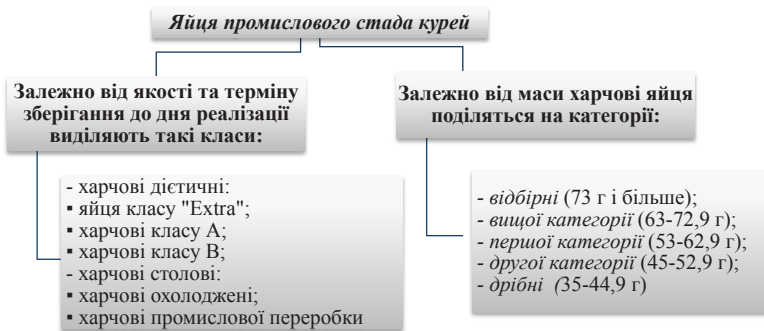 Яйця промислового стада курей
Залежно від якості та терміну
зберігання до дня реалізації
виділяють такі класи:
- харчові дієтичні:
▪ яйця класу "Extra";
▪ харчові класу А;
▪ харчові класу В;
- харчові столові:
▪ харчові охолоджені;
▪ харчові промислової переробки
Залежно від маси харчові яйця
поділяться на категорії:
- відбірні (73 г і більше);
- вищої категорії (63-72,9 г);
- першої категорії (53-62,9 г);
- другої категорії (45-52,9 г);
- дрібні (35-44,9 г)